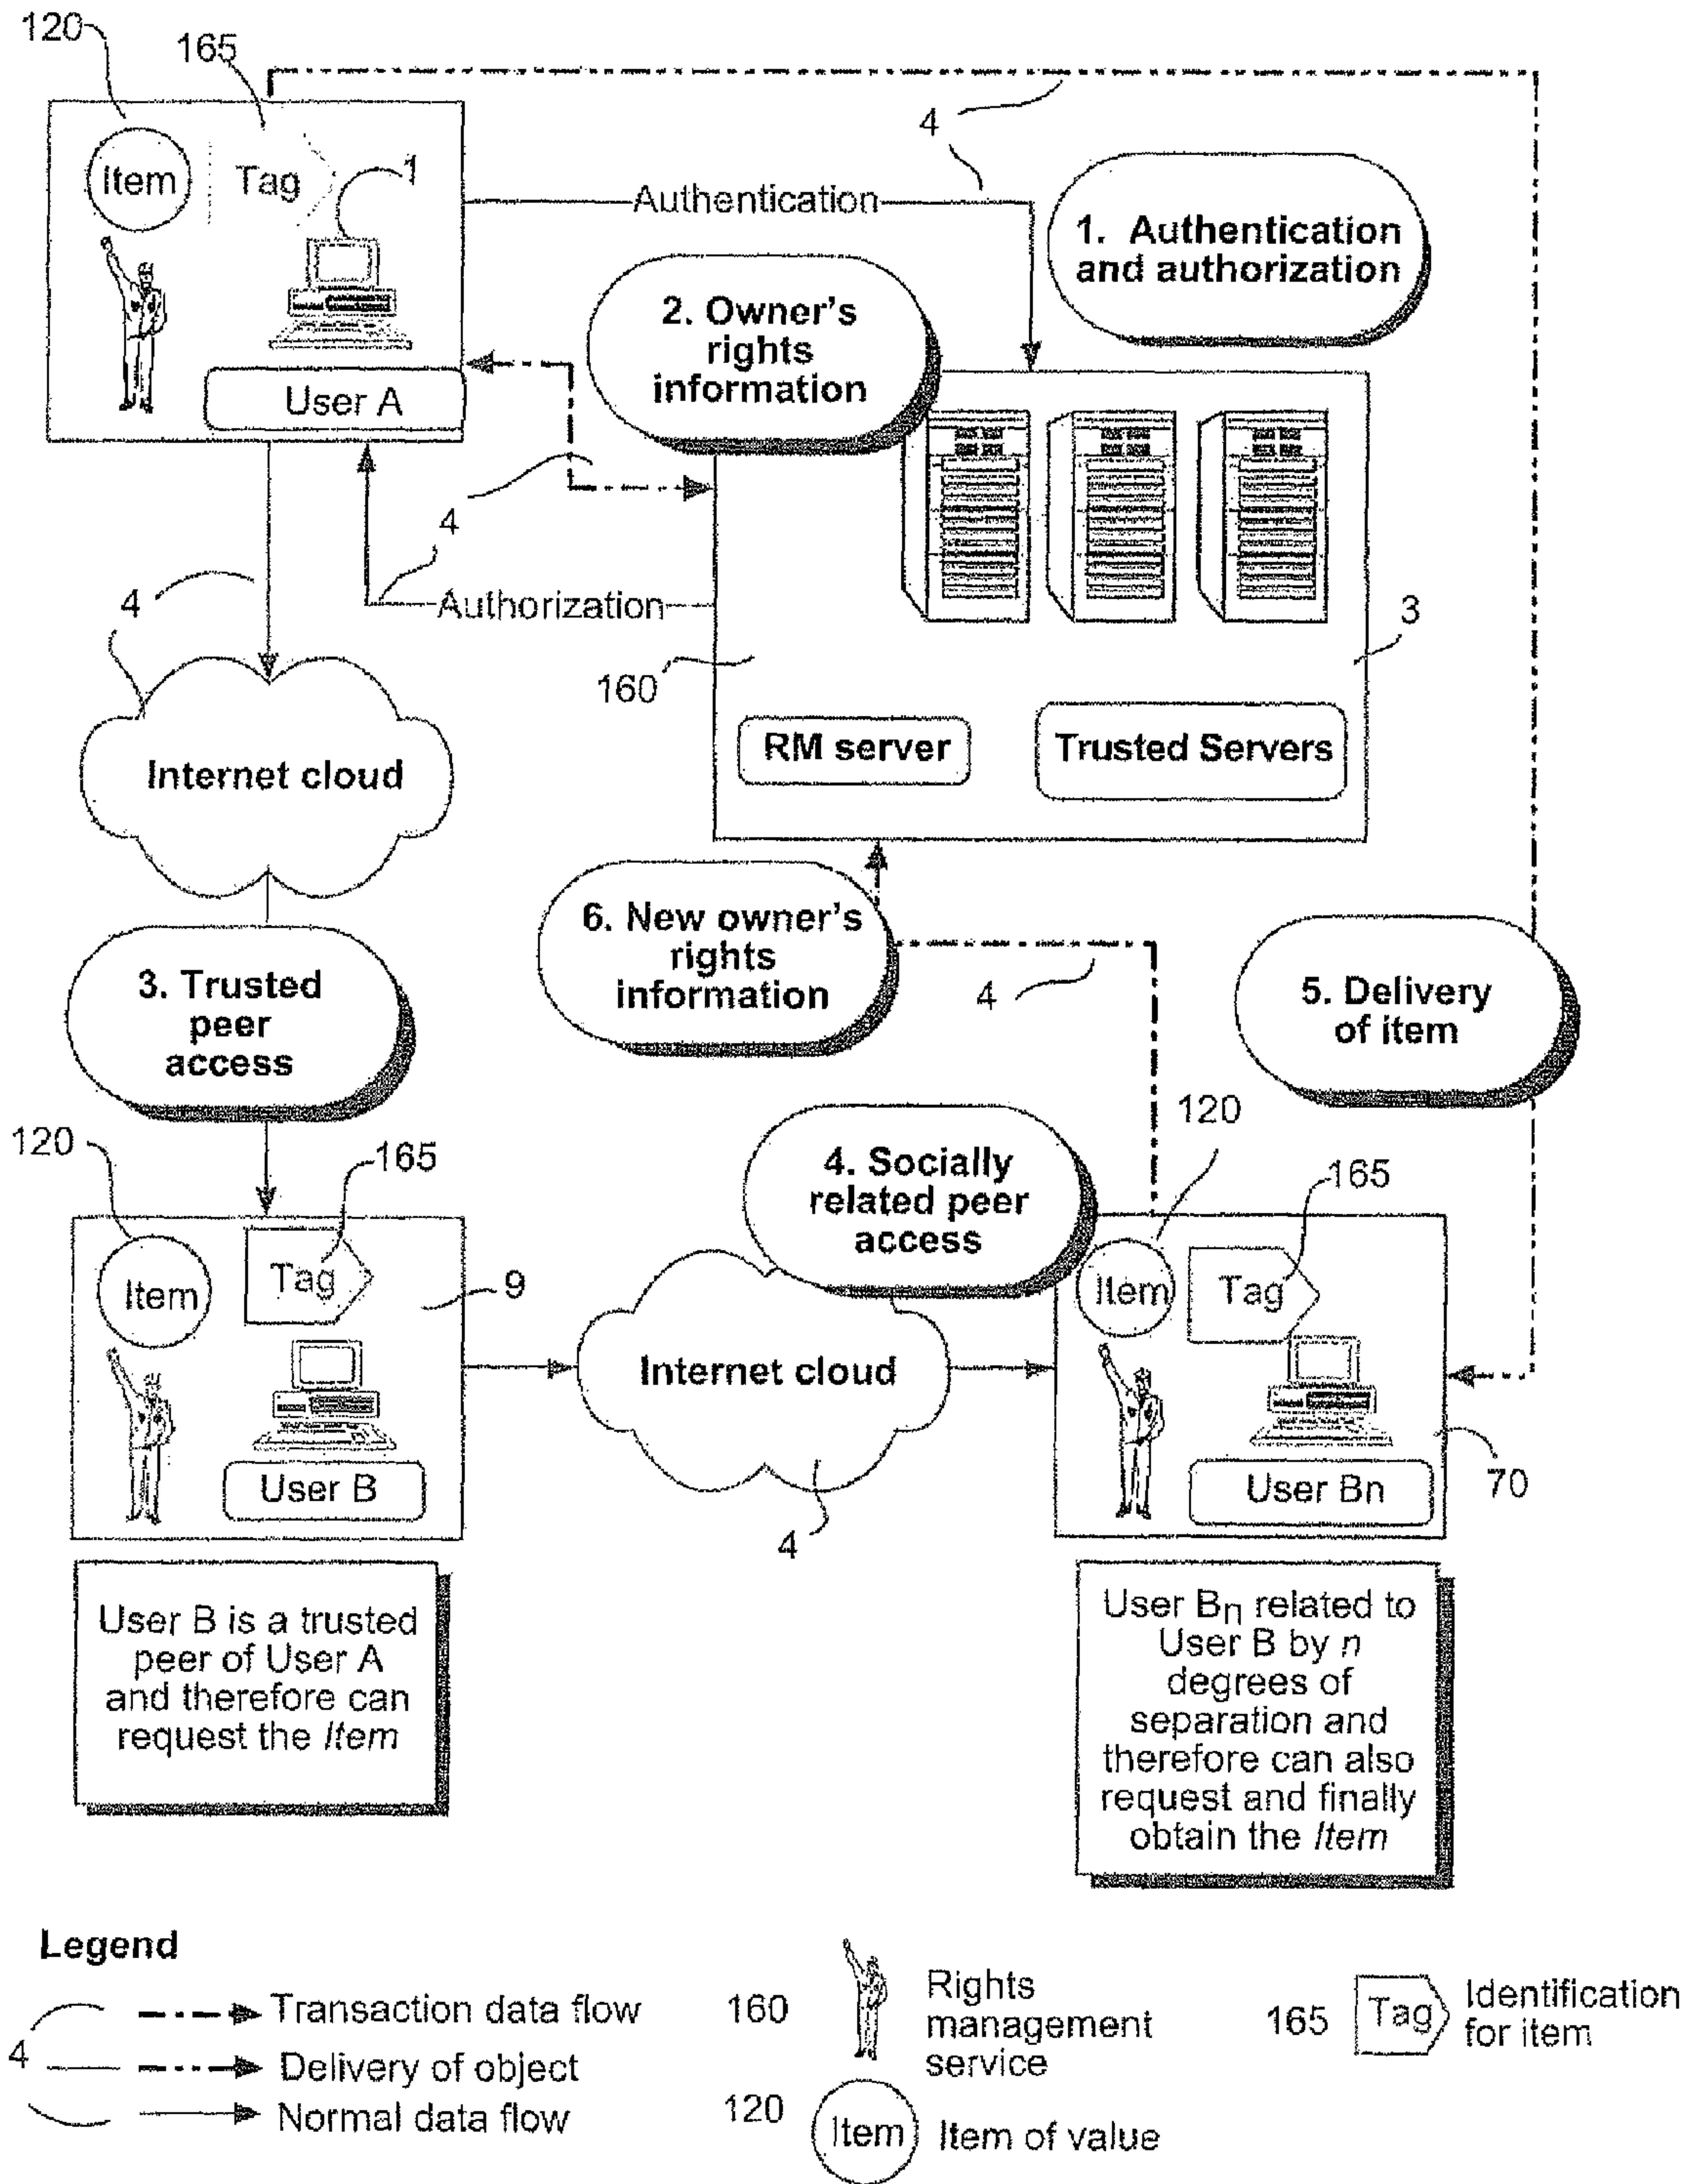 120
165
4
Item
Tag
1
Authentication
1. Authentication
and authorization
2. Owner's
rights
information
User A
4
4
Authorization
4
3
160
RM server
Trusted Servers
Internet cloud
6. New owner's
rights
information
4
3. Trusted
peer
access
5. Delivery
of item
120
165
4. Socially
related peer
access
120
165
Item
Tag
9
Item
Tag
Internet cloud
User B
User Bn
70
4
User B is a trusted
peer of User A
and therefore can
request the Item
User Bn related to
User B by n
degrees of
separation and
therefore can also
request and finally
obtain the Item
Legend
4
Transaction data flow
Delivery of object
Normal data flow
160
Rights
management
service
120
Item
Item of value
165
Tag
Identification
for item